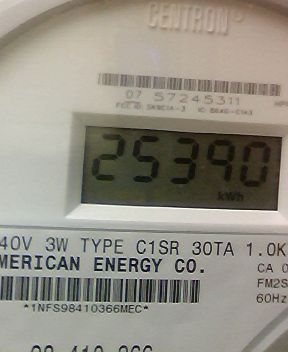 CENTRON®
07 57245311
25390
kWh
40V 3W TYPE C1SR 30TA 1.0K
MERICAN ENERGY CO.
CA 0
FM2S
60Hz
*1NFS98410366MEC*